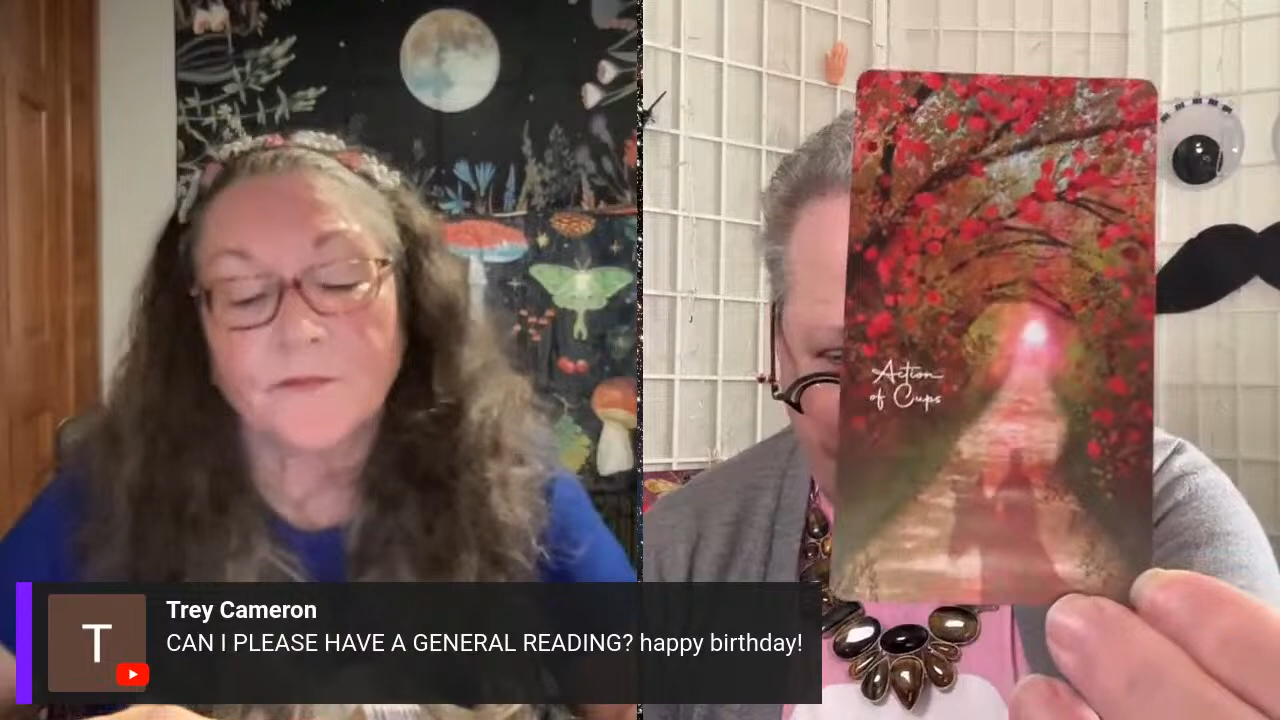 Action
of Cups
T
Trey Cameron
CAN I PLEASE HAVE A GENERAL READING? happy birthday!